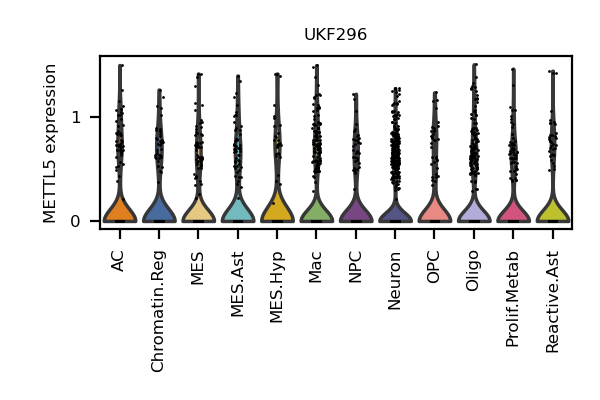 UKF296
METTL5 expression
1
0
AC
Chromatin.Reg
MES
MES.Ast
MES.Hyp
Mac
NPC
Neuron
OPC
Oligo
Prolif.Metab
Reactive.Ast